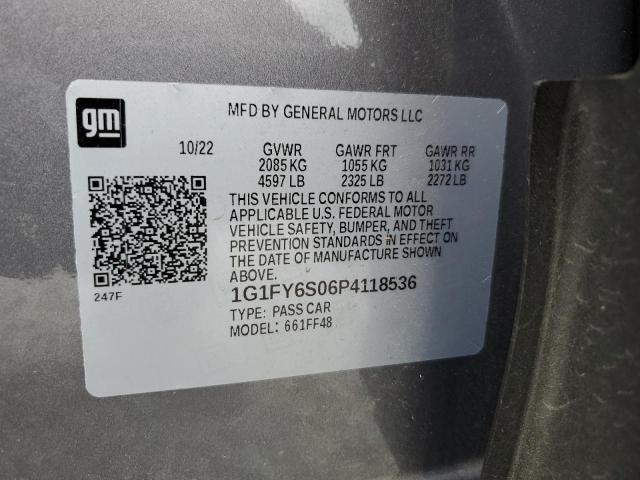 gm
MFD BY GENERAL MOTORS LLC
10/22 GVWR GAWR FRT GAWR RR
2085 KG 1055 KG 1031 KG
4597 LB 2325 LB 2272 LB
THIS VEHICLE CONFORMS TO ALL
APPLICABLE U.S. FEDERAL MOTOR
VEHICLE SAFETY, BUMPER, AND THEFT
PREVENTION STANDARDS IN EFFECT ON
THE DATE OF MANUFACTURE SHOWN
ABOVE.
247F
1G1FY6S06P4118536
TYPE: PASS CAR
MODEL: 661FF48